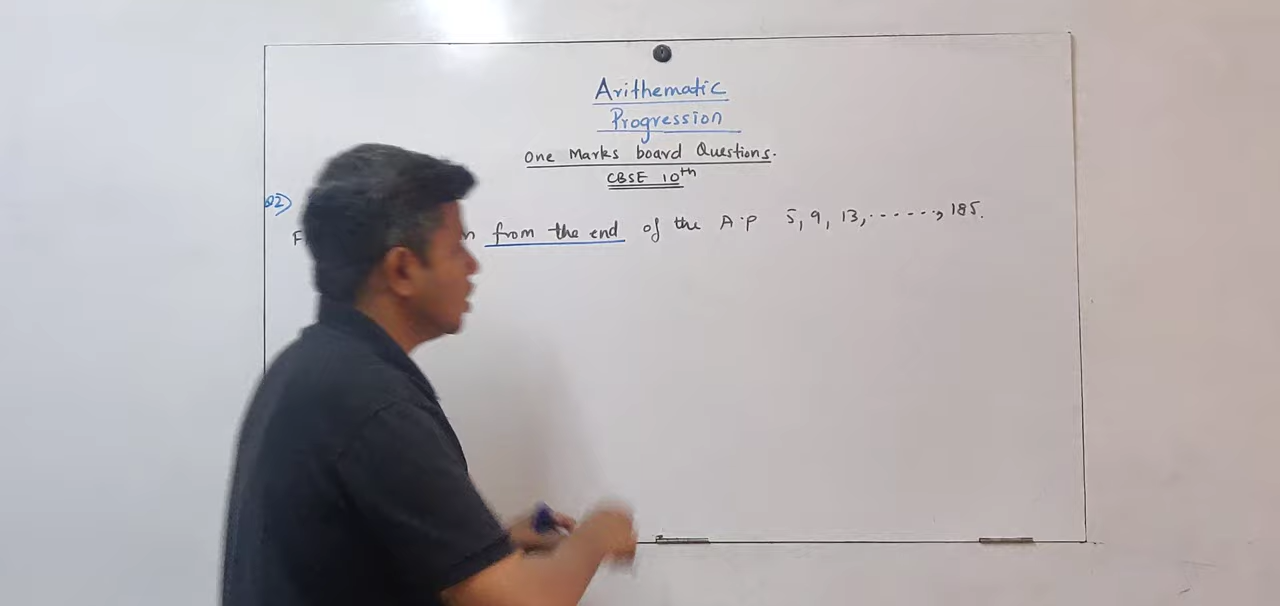 Arithematic
Progression
One Marks board Questions.
CBSE 10th
Q2)
from the end of the A.P 5, 9, 13, ......, 185.